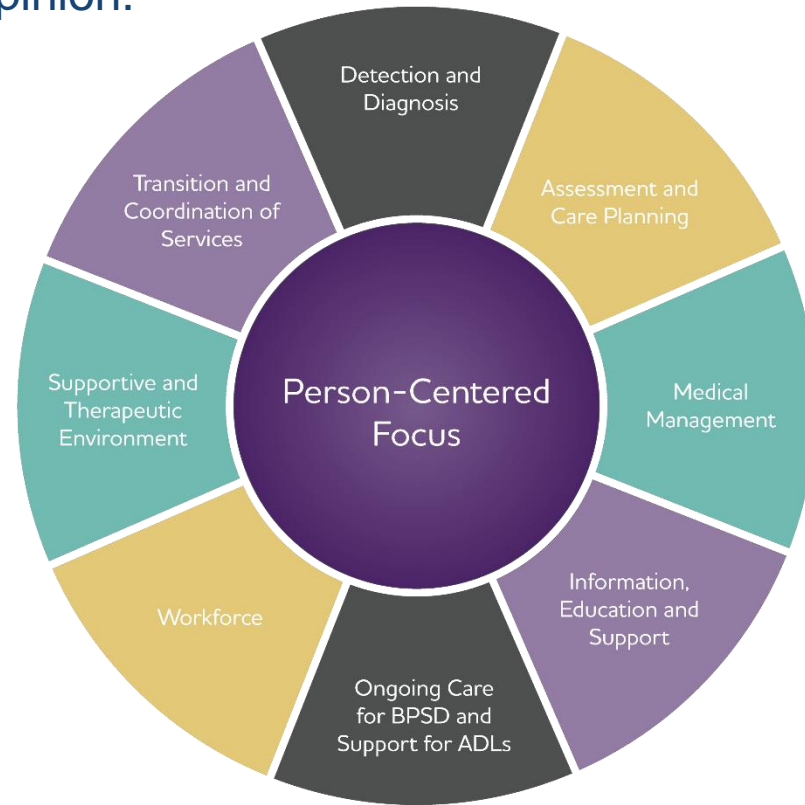 pinion.
Detection and
Diagnosis
Assessment and
Care Planning
Medical
Management
Information,
Education and
Support
Ongoing Care
for BPSD and
Support for ADLs
Workforce
Supportive and
Therapeutic
Environment
Transition and
Coordination of
Services
Person-Centered
Focus